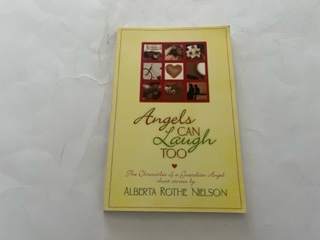 Angels
CAN
Laugh
TOO
The Chronicles of a Guardian Angel
short stories by
ALBERTA ROTHE NIELSON